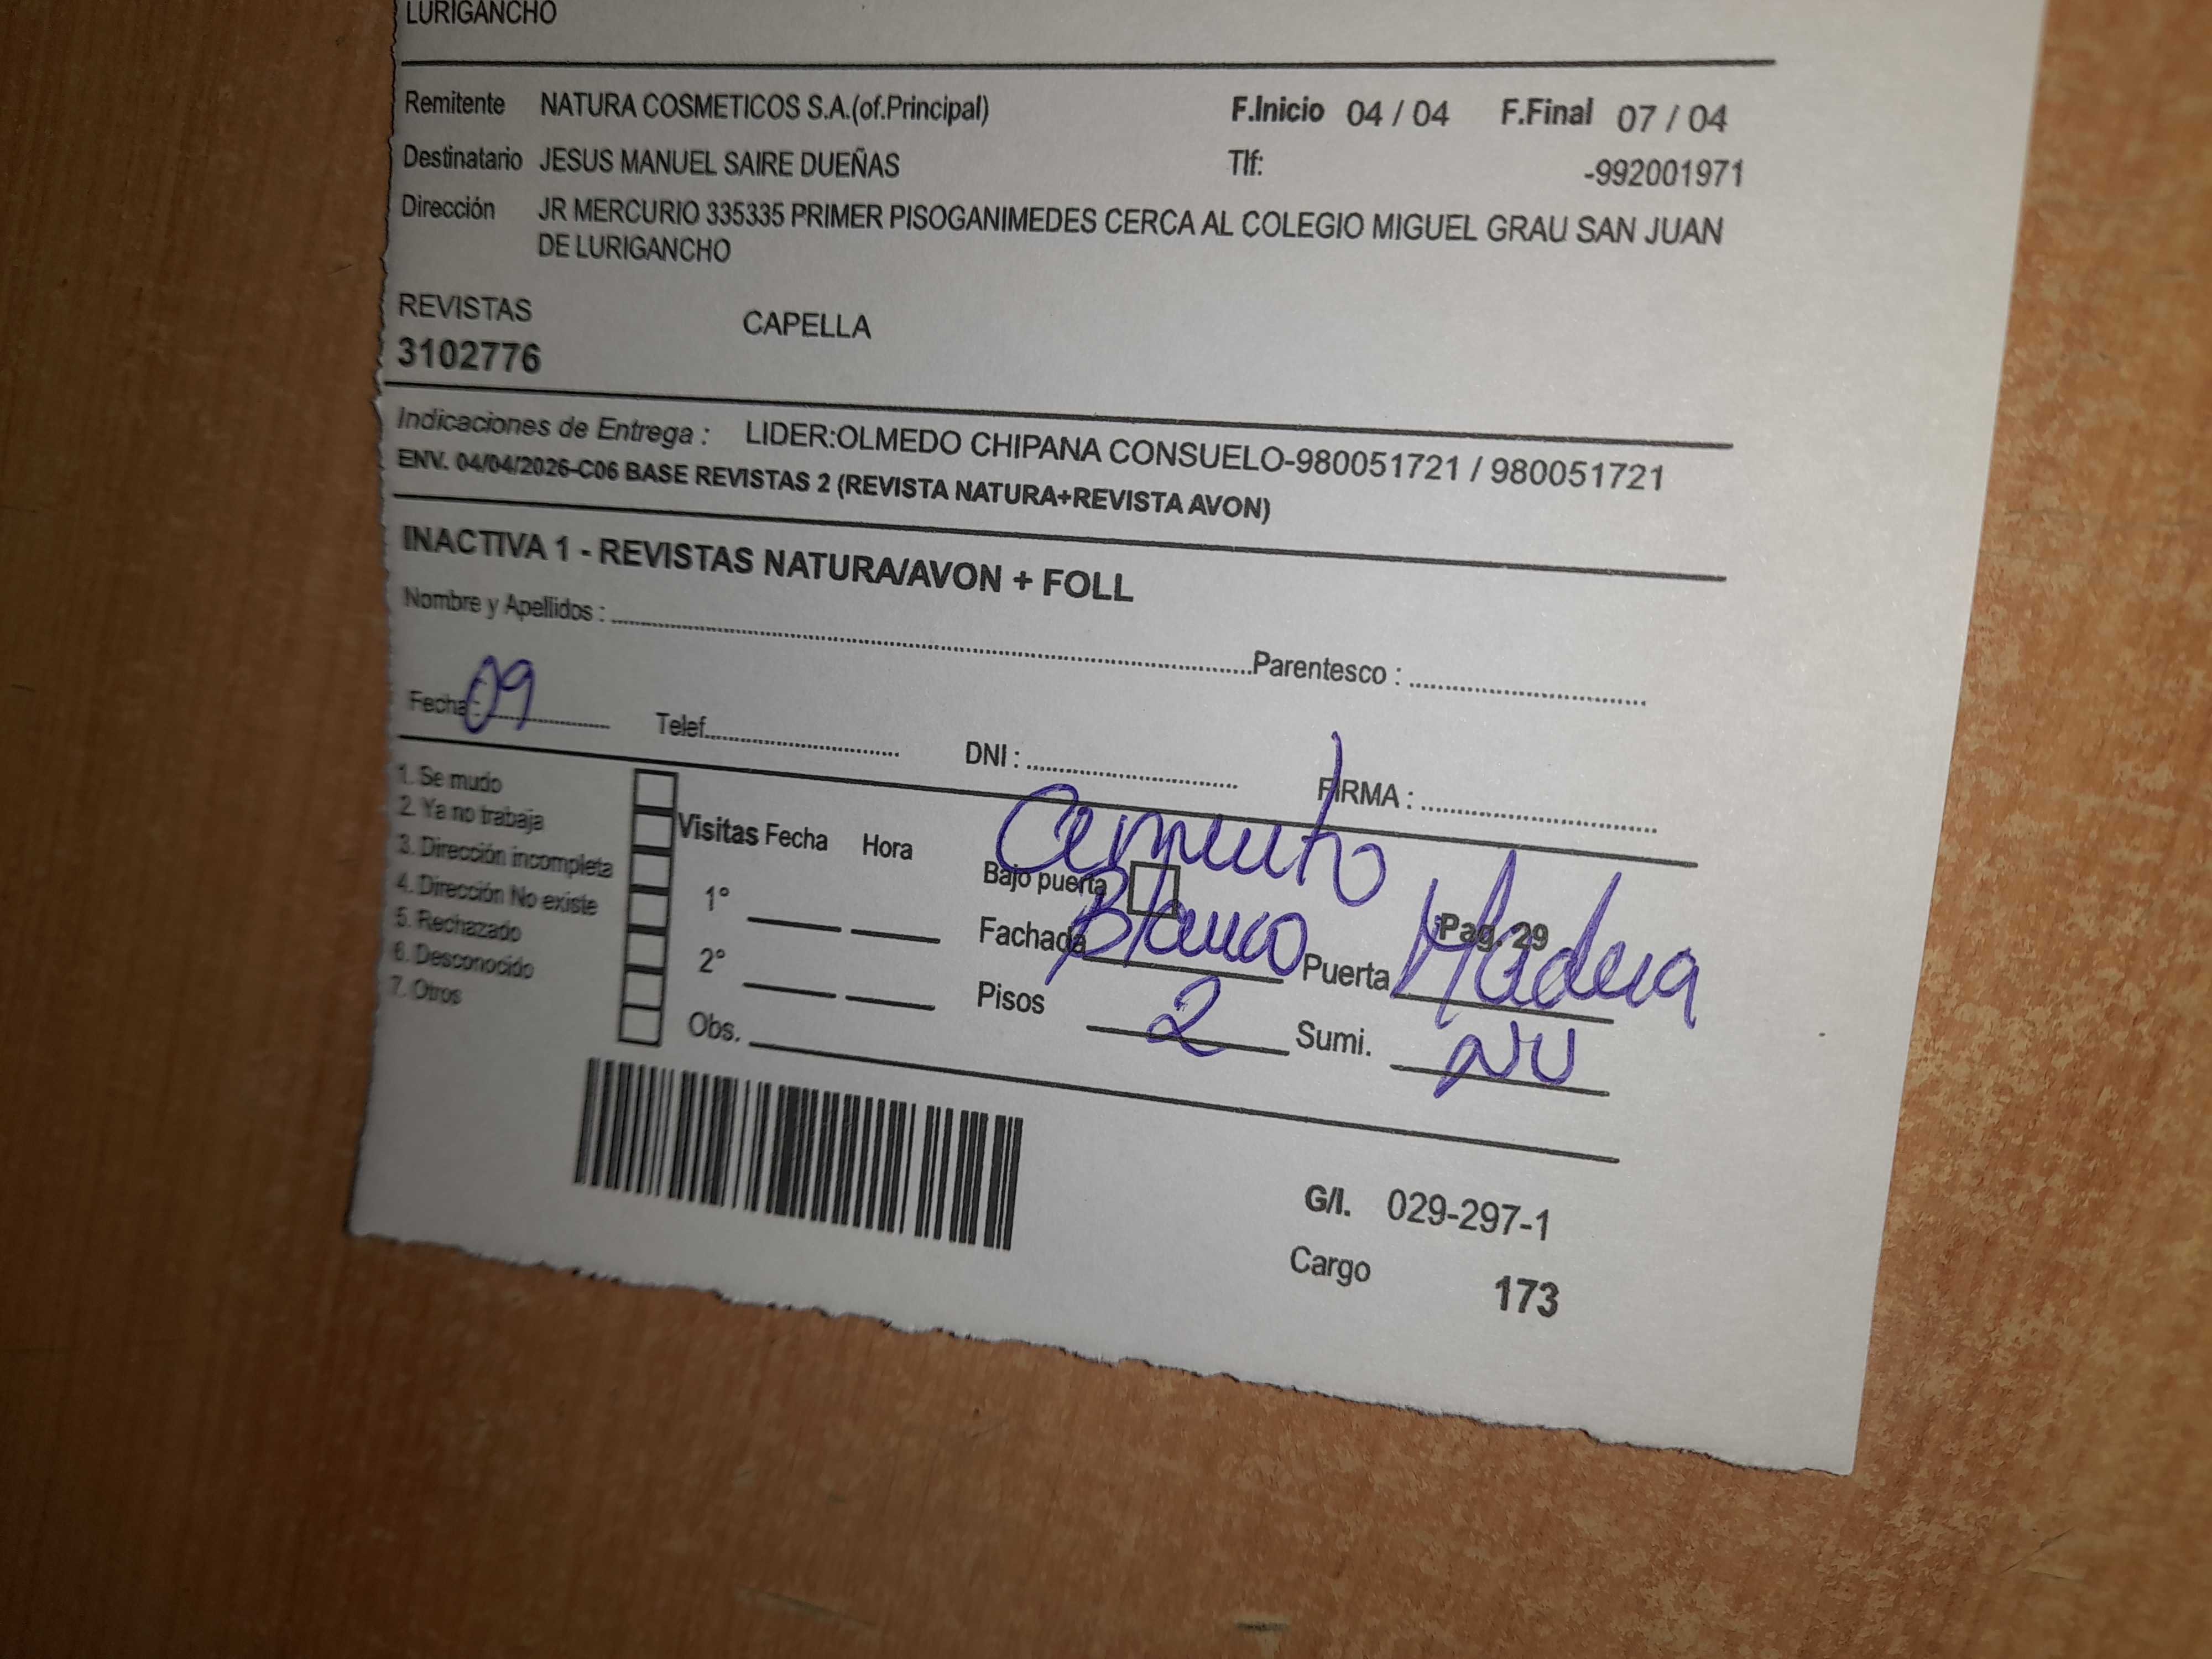 LURIGANCHO
Remitente NATURA COSMETICOS S.A.(of.Principal) F.Inicio 04 / 04 F.Final 07 / 04
Destinatario JESUS MANUEL SAIRE DUEÑAS Tlf: -992001971
Dirección JR MERCURIO 335335 PRIMER PISOGANIMEDES CERCA AL COLEGIO MIGUEL GRAU SAN JUAN
DE LURIGANCHO
REVISTAS CAPELLA
3102776
Indicaciones de Entrega : LIDER:OLMEDO CHIPANA CONSUELO-980051721 / 980051721
ENV. 04/04/2026-C06 BASE REVISTAS 2 (REVISTA NATURA+REVISTA AVON)
INACTIVA 1 - REVISTAS NATURA/AVON + FOLL
Nombre y Apellidos : Parentesco :
Fecha : 09 Telef. DNI : FIRMA :
1. Se mudo
2. Ya no trabaja
3. Dirección incompleta
4. Dirección No existe
5. Rechazado
6. Desconocido
7. Otros
Visitas Fecha Hora
1°
2°
Obs.
Cemento
Bajo puerta Pag. 29
Fachada Blanco Puerta Madera
Pisos 2 Sumi. NU
G/I. 029-297-1
Cargo 173